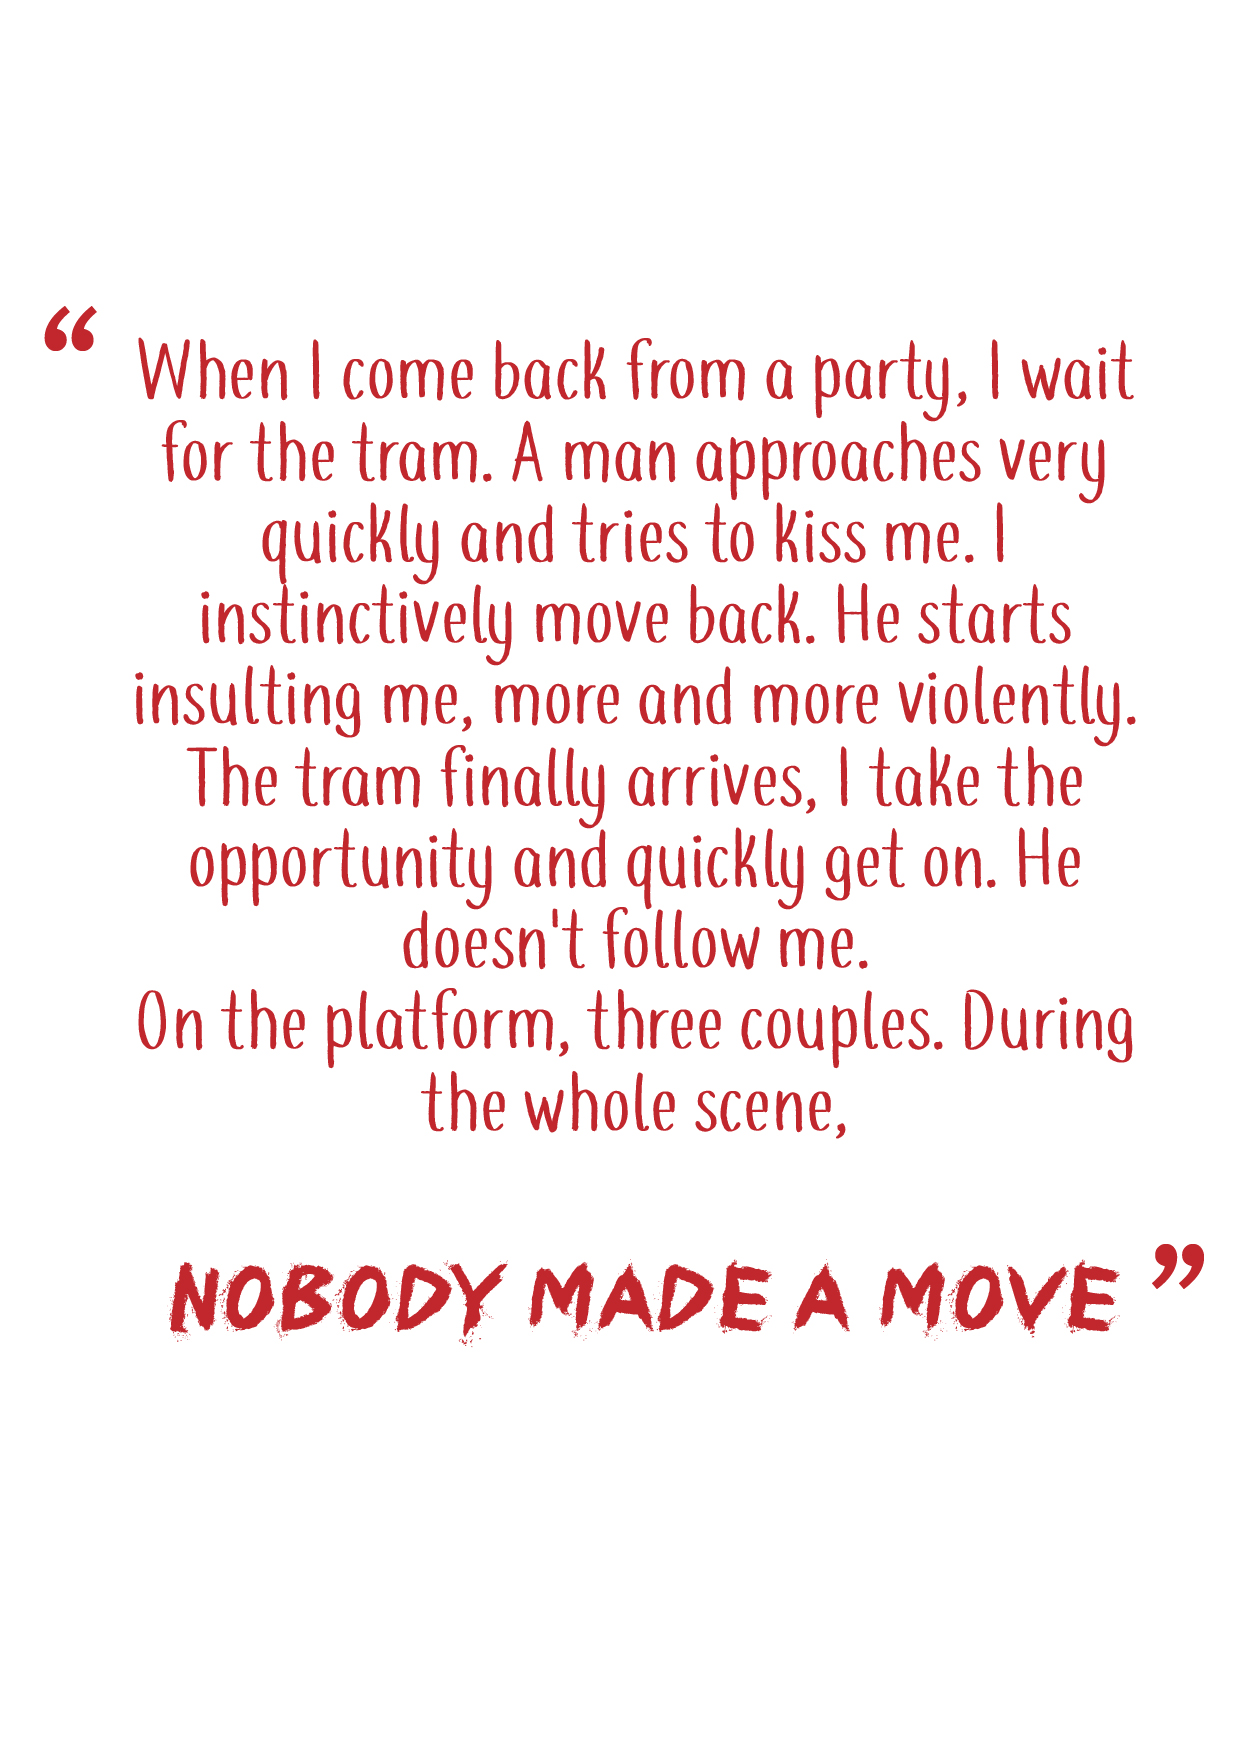 “ When I come back from a party, I wait
for the tram. A man approaches very
quickly and tries to kiss me. I
instinctively move back. He starts
insulting me, more and more violently.
The tram finally arrives, I take the
opportunity and quickly get on. He
doesn't follow me.
On the platform, three couples. During
the whole scene,
NOBODY MADE A MOVE ”